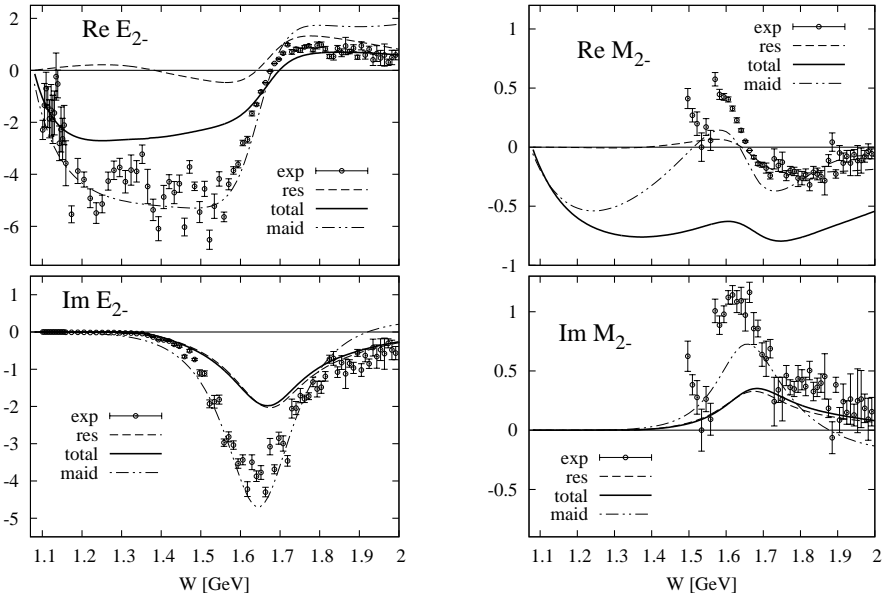 2
0
-2
-4
-6
Re E2-
exp
res
total
maid
1
0.5
0
-0.5
-1
Re M2-
exp
res
total
maid
1
0
-1
-2
-3
-4
-5
Im E2-
exp
res
total
maid
1.1 1.2 1.3 1.4 1.5 1.6 1.7 1.8 1.9 2
W [GeV]
1
0.5
0
-0.5
Im M2-
exp
res
total
maid
1.1 1.2 1.3 1.4 1.5 1.6 1.7 1.8 1.9 2
W [GeV]